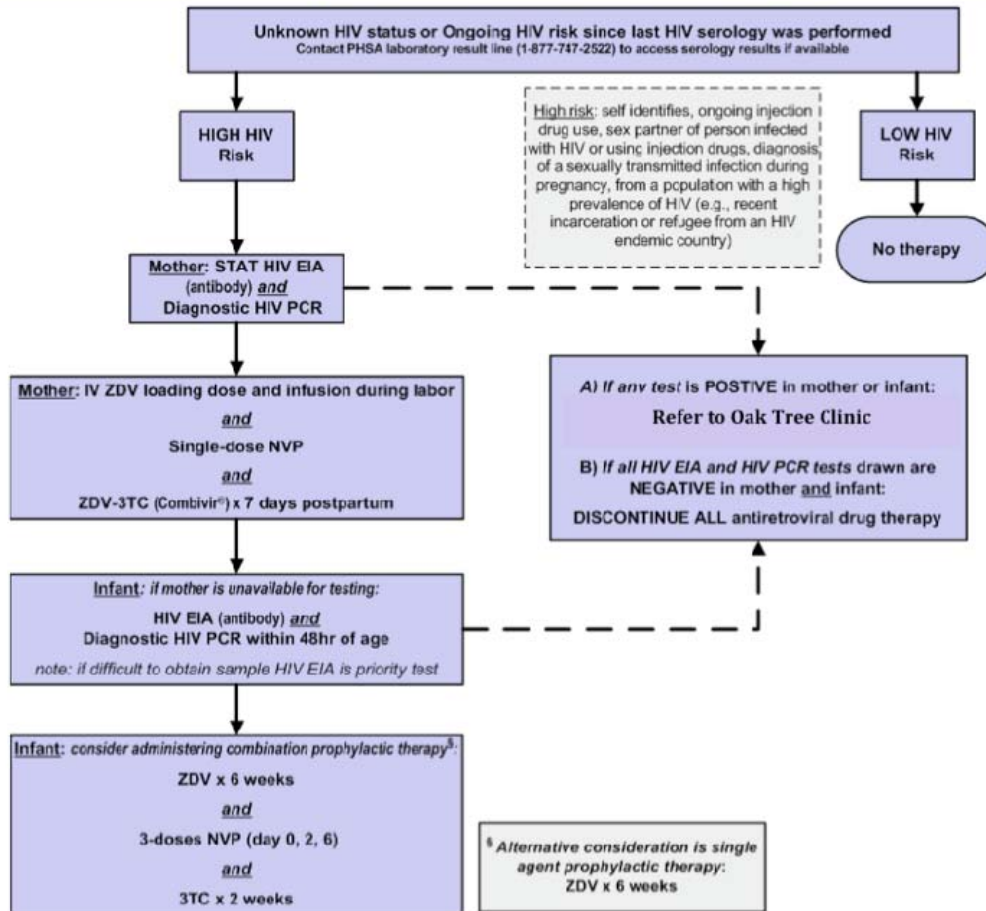 Unknown HIV status or Ongoing HIV risk since last HIV serology was performed
Contact PHSA laboratory result line (1-877-747-2522) to access serology results if available
HIGH HIV
Risk
High risk: self identifies, ongoing injection
drug use, sex partner of person infected
with HIV or using injection drugs, diagnosis
of a sexually transmitted infection during
pregnancy, from a population with a high
prevalence of HIV (e.g., recent
incarceration or refugee from an HIV
endemic country)
LOW HIV
Risk
No therapy
Mother: STAT HIV EIA
(antibody) and
Diagnostic HIV PCR
Mother: IV ZDV loading dose and infusion during labor
and
Single-dose NVP
and
ZDV-3TC (Combivir®) x 7 days postpartum
A) If any test is POSTIVE in mother or infant:
Refer to Oak Tree Clinic
B) If all HIV EIA and HIV PCR tests drawn are
NEGATIVE in mother and infant:
DISCONTINUE ALL antiretroviral drug therapy
Infant: if mother is unavailable for testing:
HIV EIA (antibody) and
Diagnostic HIV PCR within 48hr of age
note: if difficult to obtain sample HIV EIA is priority test
Infant: consider administering combination prophylactic therapy§:
ZDV x 6 weeks
and
3-doses NVP (day 0, 2, 6)
and
3TC x 2 weeks
§ Alternative consideration is single
agent prophylactic therapy:
ZDV x 6 weeks